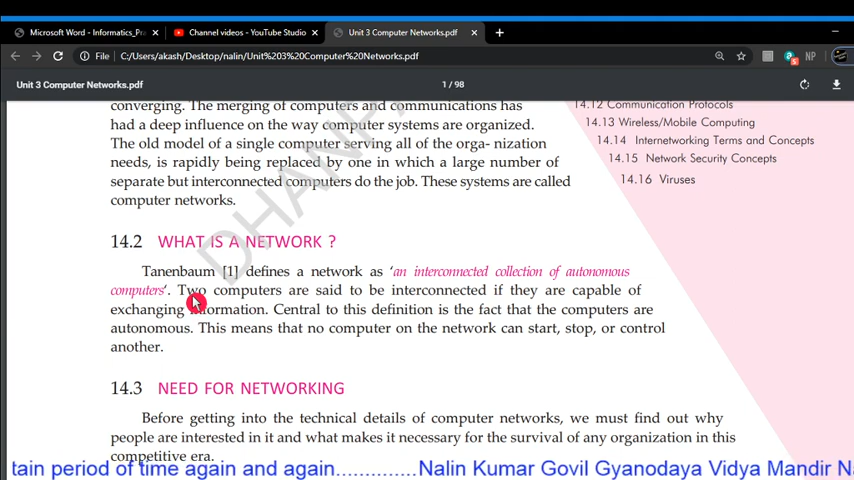 Microsoft Word - Informatics_Pra
Channel videos - YouTube Studio
Unit 3 Computer Networks.pdf
File
C:/Users/akash/Desktop/nalin/Unit%203%20Computer%20Networks.pdf
NP
Unit 3 Computer Networks.pdf
1 / 98
converging. The merging of computers and communications has
had a deep influence on the way computer systems are organized.
The old model of a single computer serving all of the orga- nization
needs, is rapidly being replaced by one in which a large number of
separate but interconnected computers do the job. These systems are called
computer networks.
14.12 Communication Protocols
14.13 Wireless/Mobile Computing
14.14 Internetworking Terms and Concepts
14.15 Network Security Concepts
14.16 Viruses
14.2 WHAT IS A NETWORK ?
Tanenbaum [1] defines a network as 'an interconnected collection of autonomous
computers'. Two computers are said to be interconnected if they are capable of
exchanging information. Central to this definition is the fact that the computers are
autonomous. This means that no computer on the network can start, stop, or control
another.
14.3 NEED FOR NETWORKING
Before getting into the technical details of computer networks, we must find out why
people are interested in it and what makes it necessary for the survival of any organization in this
competitive era.
tain period of time again and again..............Nalin Kumar Govil Gyanodaya Vidya Mandir Na